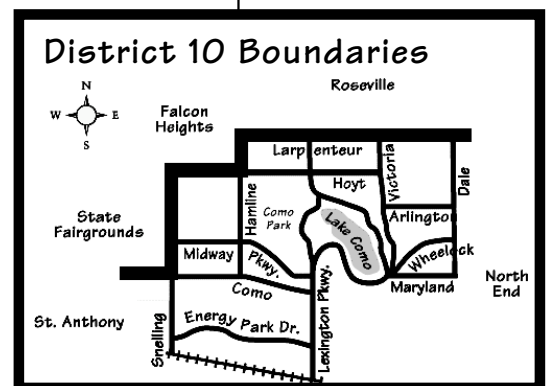 District 10 Boundaries
Roseville
N
W
E
S
Falcon
Heights
Larpenteur
Hoyt
Victoria
Dale
Hamline
Como
Park
Lake Como
Arlington
State
Fairgrounds
Midway
Pkwy.
Wheelock
Como
Maryland
North
End
St. Anthony
Snelling
Energy Park Dr.
Lexington Pkwy.